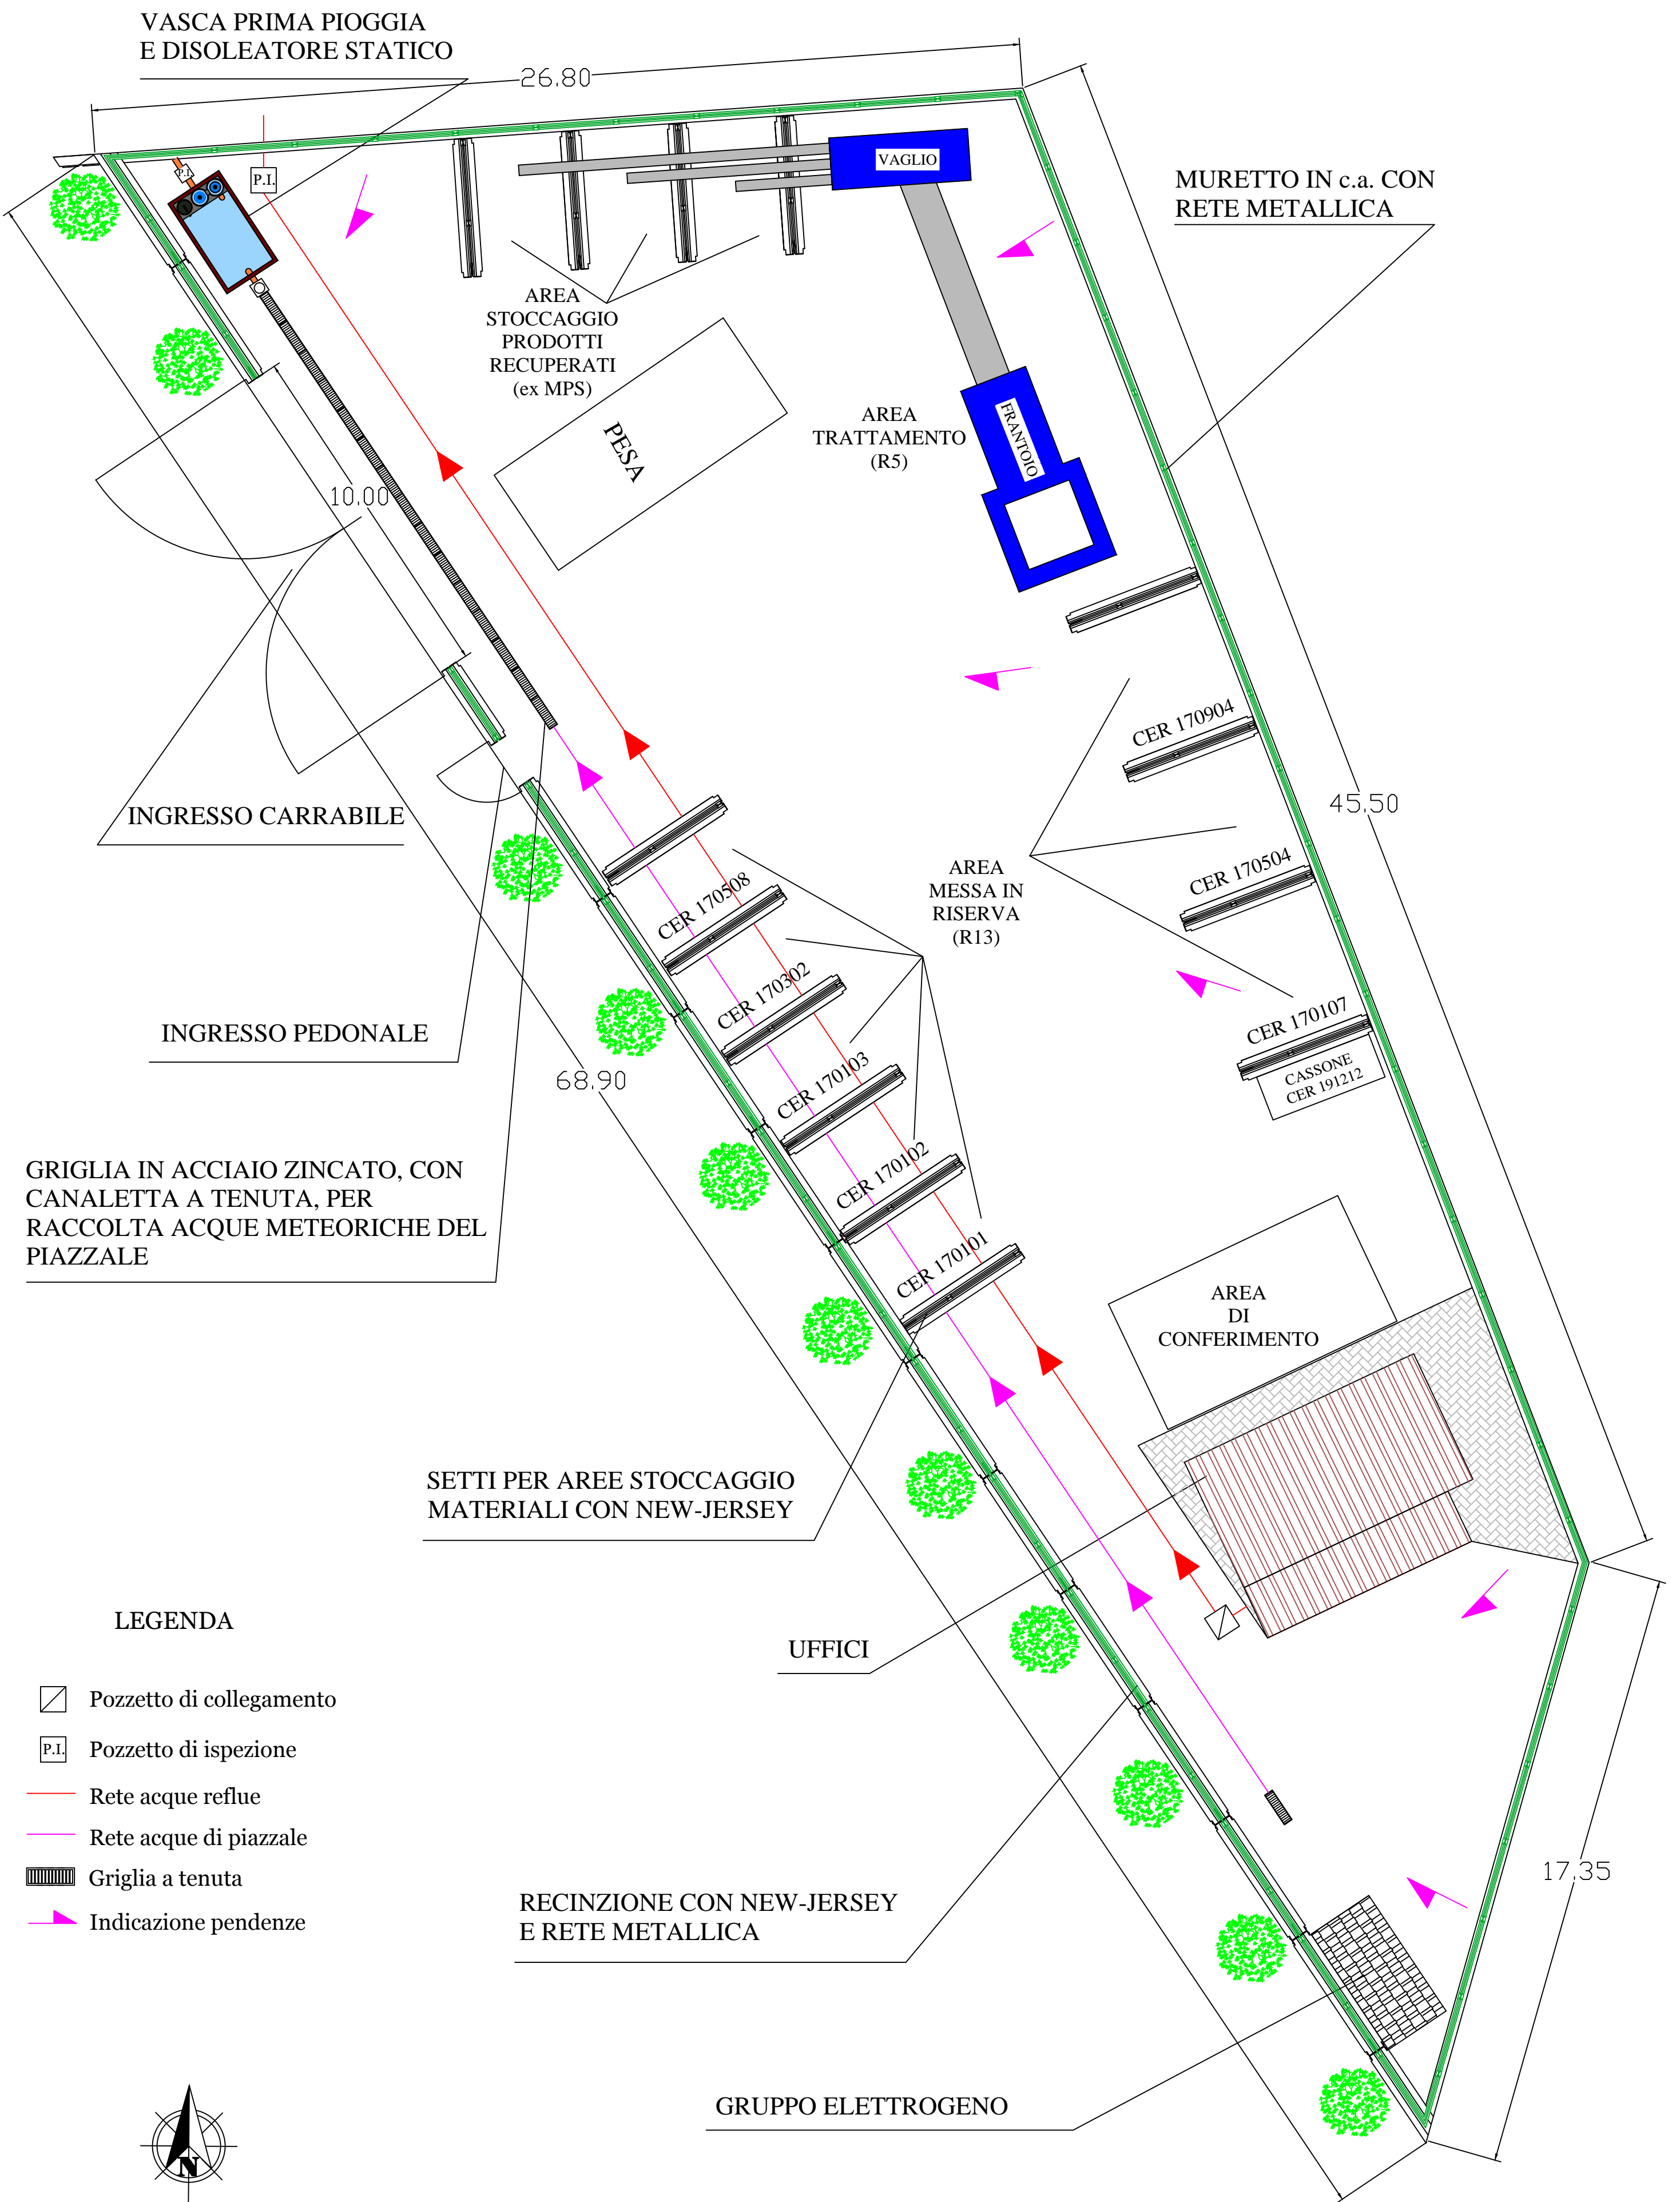 VASCA PRIMA PIOGGIA
E DISOLEATORE STATICO
26.80
P.I.
P.I.
VAGLIO
MURETTO IN c.a. CON
RETE METALLICA
AREA
STOCCAGGIO
PRODOTTI
RECUPERATI
(ex MPS)
PESA
AREA
TRATTAMENTO
(R5)
FRANTOIO
10.00
CER 170904
45.50
INGRESSO CARRABILE
CER 170504
AREA
MESSA IN
RISERVA
(R13)
CER 170508
CER 170302
CER 170107
CASSONE
CER 191212
INGRESSO PEDONALE
68.90
CER 170103
CER 170102
CER 170101
GRIGLIA IN ACCIAIO ZINCATO, CON
CANALETTA A TENUTA, PER
RACCOLTA ACQUE METEORICHE DEL
PIAZZALE
AREA
DI
CONFERIMENTO
SETTI PER AREE STOCCAGGIO
MATERIALI CON NEW-JERSEY
UFFICI
LEGENDA
Pozzetto di collegamento
P.I.
Pozzetto di ispezione
Rete acque reflue
Rete acque di piazzale
Griglia a tenuta
Indicazione pendenze
17.35
RECINZIONE CON NEW-JERSEY
E RETE METALLICA
GRUPPO ELETTROGENO
N